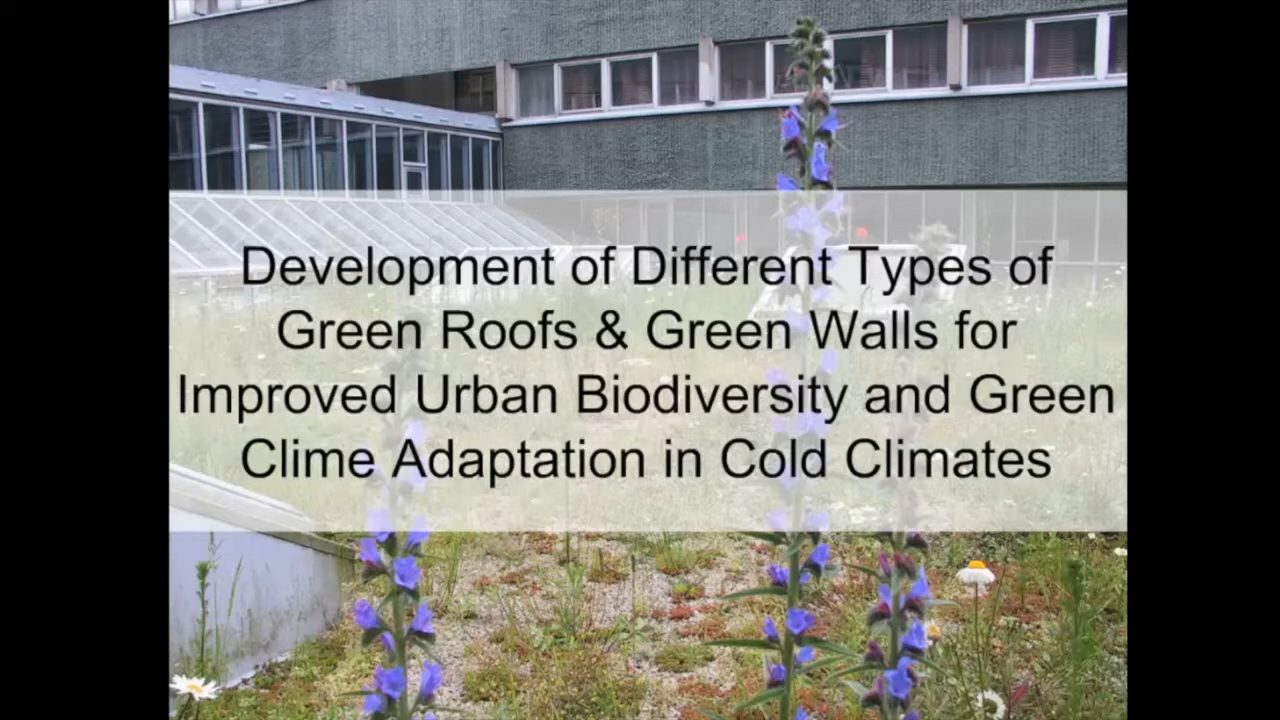 Development of Different Types of
Green Roofs & Green Walls for
Improved Urban Biodiversity and Green
Clime Adaptation in Cold Climates